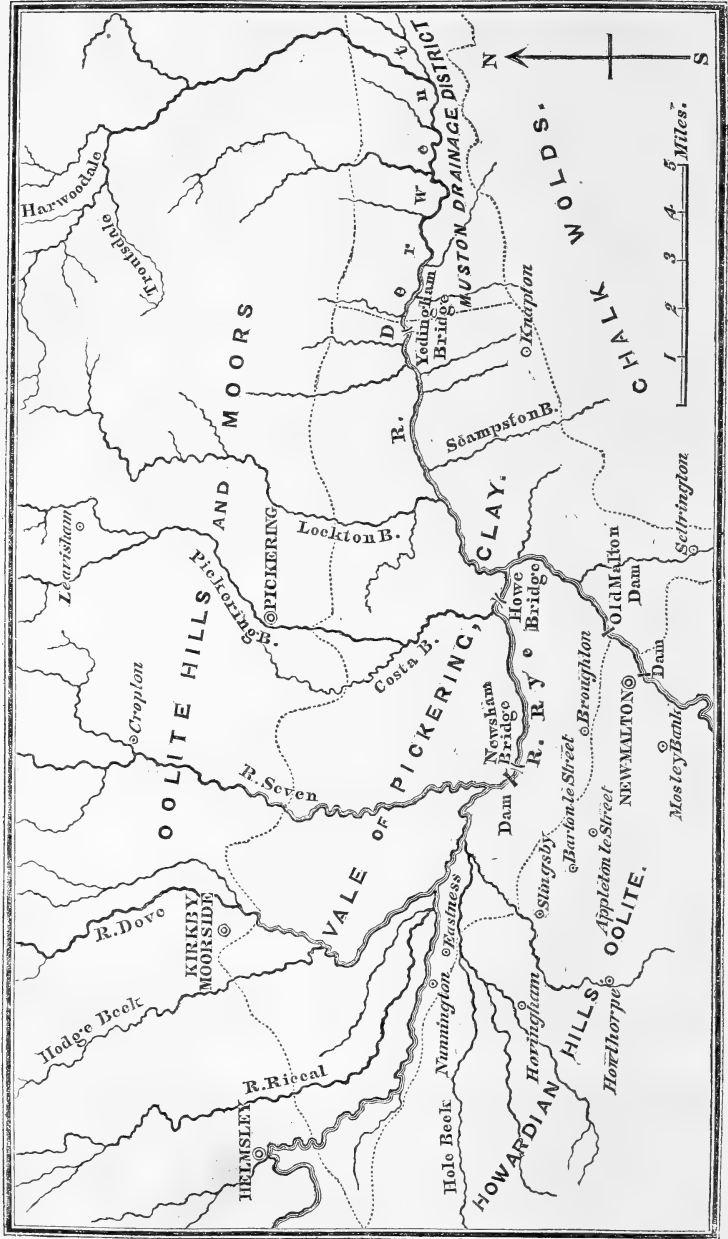 Harwoodale
Troutsdale
MOORS
AND
OOLITE HILLS
Levisham
Cropton
PICKERING
Pickering B.
Lockton B.
Costa B.
R. Seven
R. Dove
KIRKBY
MOORSIDE
Hodge Beck
R. Riccal
HELMSLEY
VALE OF PICKERING,
CLAY.
R. Derwent
MUSTON DRAINAGE DISTRICT
Yedingham
Bridge
Knapton
Scampston B.
CHALK WOLDS.
N
S
1 2 3 4 5 Miles.
Settrington
Howe
Bridge
R. Rye
Newsham
Bridge
Dam
Old Malton
Dam
Dam
NEW MALTON
Mosley Bank
Broughton
Barton le Street
Appleton le Street
Slingsby
Eastness
Nunnington
Hole Beck
Horingham
Howthorpe
HOWARDIAN HILLS
OOLITE.